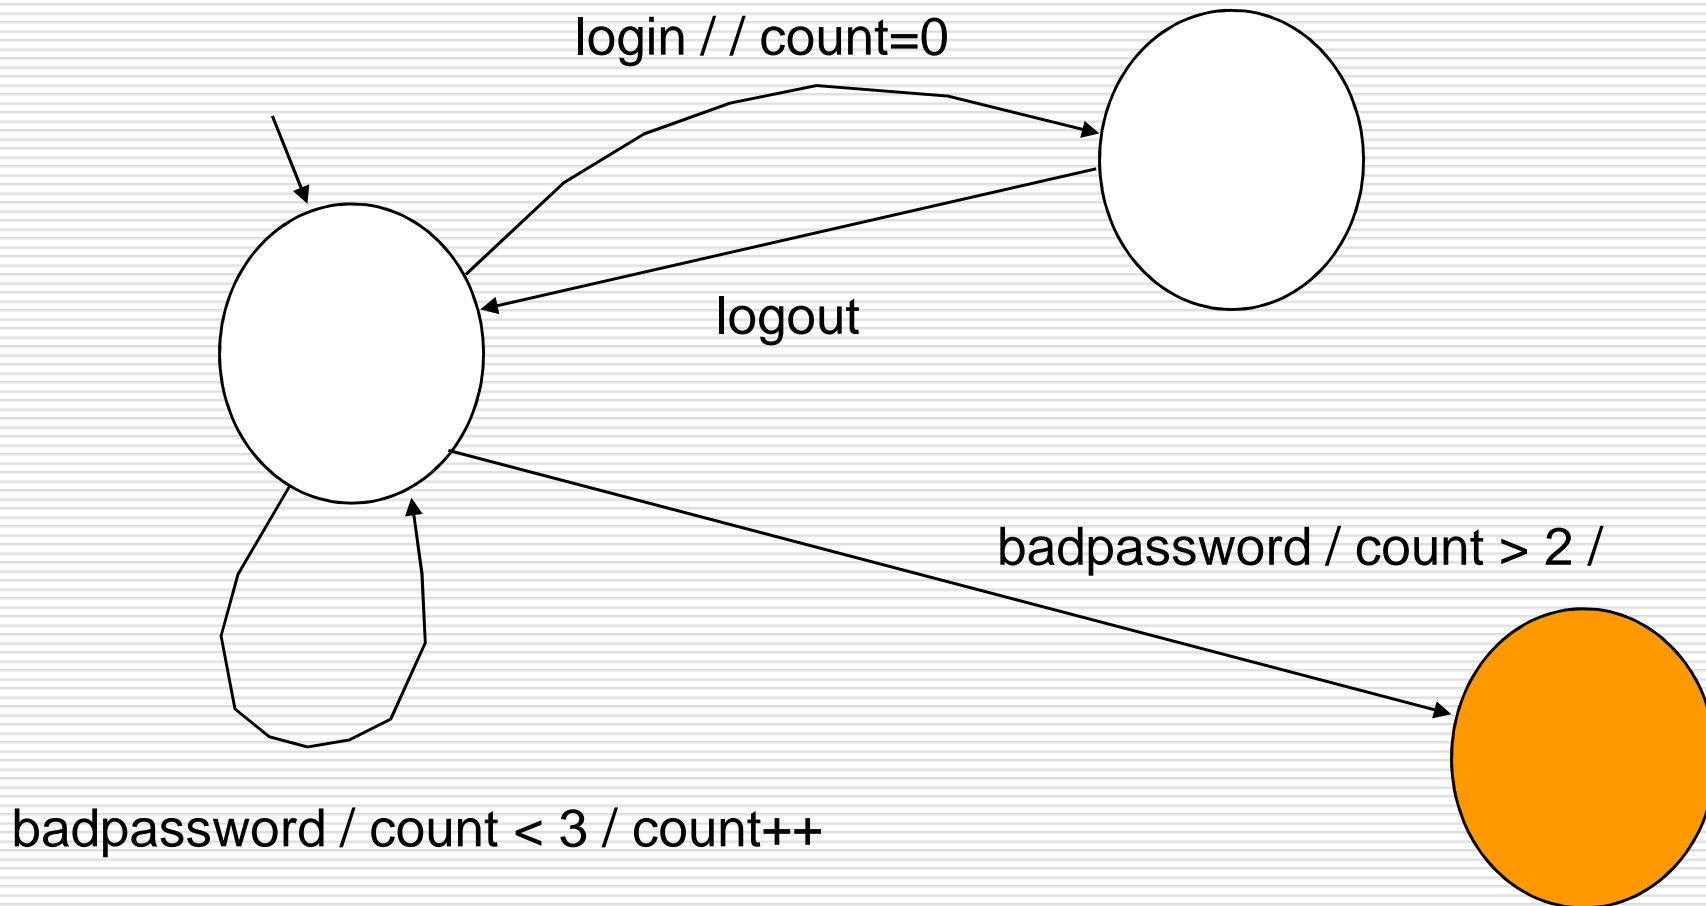 login / / count=0
logout
badpassword / count > 2 /
badpassword / count < 3 / count++